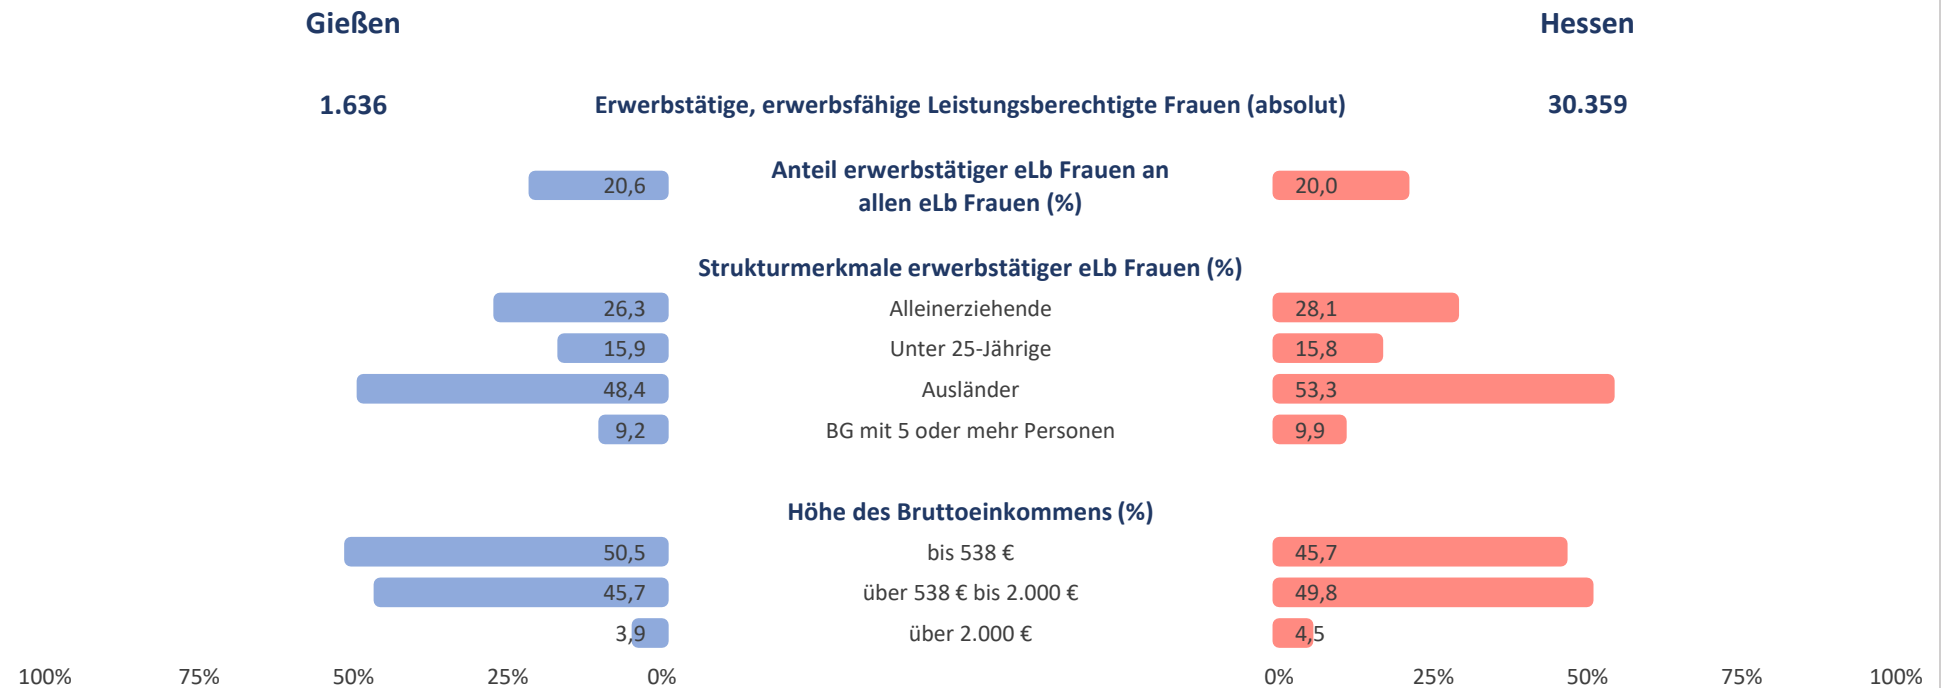 Gießen Hessen
1.636 Erwerbstätige, erwerbsfähige Leistungsberechtigte Frauen (absolut) 30.359
Anteil erwerbstätiger eLb Frauen an
20,6 allen eLb Frauen (%) 20,0
Strukturmerkmale erwerbstätiger eLb Frauen (%)
26,3 Alleinerziehende 28,1
15,9 Unter 25-Jährige 15,8
48,4 Ausländer 53,3
9,2 BG mit 5 oder mehr Personen 9,9
Höhe des Bruttoeinkommens (%)
50,5 bis 538 € 45,7
45,7 über 538 € bis 2.000 € 49,8
3,9 über 2.000 € 4,5
100% 75% 50% 25% 0% 0% 25% 50% 75% 100%